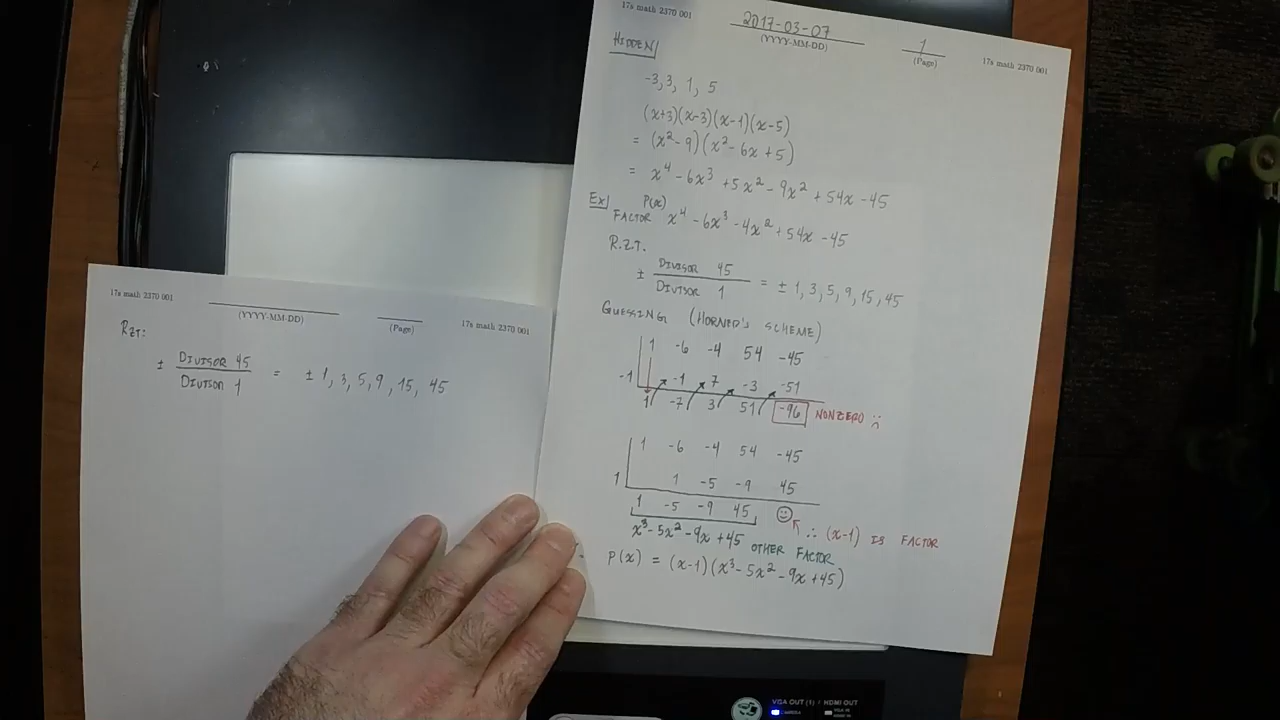 17s math 2370 001
2017-03-07
(YYYY-MM-DD)
1
(Page)
17s math 2370 001
HIDDEN
-3, 3, 1, 5
(x+3)(x-3)(x-1)(x-5)
= (x² - 9)(x² - 6x + 5)
= x⁴ - 6x³ + 5x² - 9x² + 54x - 45
Ex
P(x)
FACTOR x⁴ - 6x³ - 4x² + 54x - 45
R.Z.T.
± DIVISOR 45 / DIVISOR 1 = ± 1, 3, 5, 9, 15, 45
GUESSING (HORNER'S SCHEME)
1 -6 -4 54 -45
-1 -1 7 -3 -51
1 -7 3 51 -96 NONZERO :(
1 -6 -4 54 -45
1 1 -5 -9 45
1 -5 -9 45 ☺
∴ (x-1) IS FACTOR
x³ - 5x² - 9x + 45 OTHER FACTOR
P(x) = (x-1)(x³ - 5x² - 9x + 45)
17s math 2370 001
(YYYY-MM-DD)
(Page)
17s math 2370 001
RZT:
± DIVISOR 45 / DIVISOR 1 = ± 1, 3, 5, 9, 15, 45
VGA OUT (1) / HDMI OUT